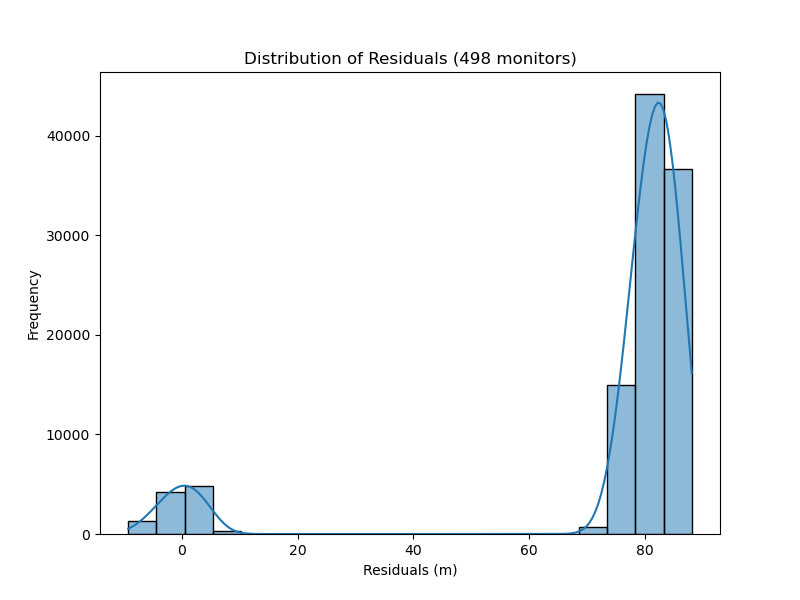 Distribution of Residuals (498 monitors)
Frequency
40000
30000
20000
10000
0
0 20 40 60 80
Residuals (m)